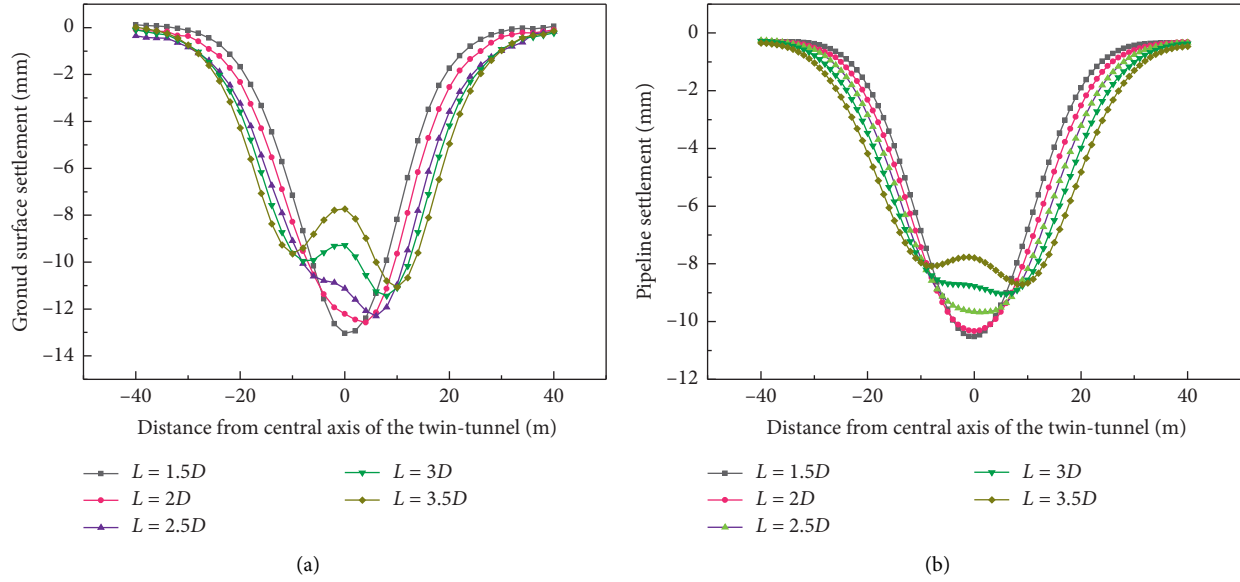 0
−2
−4
−6
−8
−10
−12
−14
Gronud surface settlement (mm)
−40
−20
0
20
40
Distance from central axis of the twin-tunnel (m)
L = 1.5D
L = 2D
L = 2.5D
L = 3D
L = 3.5D
(a)
0
−2
−4
−6
−8
−10
−12
Pipeline settlement (mm)
−40
−20
0
20
40
Distance from central axis of the twin-tunnel (m)
L = 1.5D
L = 2D
L = 2.5D
L = 3D
L = 3.5D
(b)